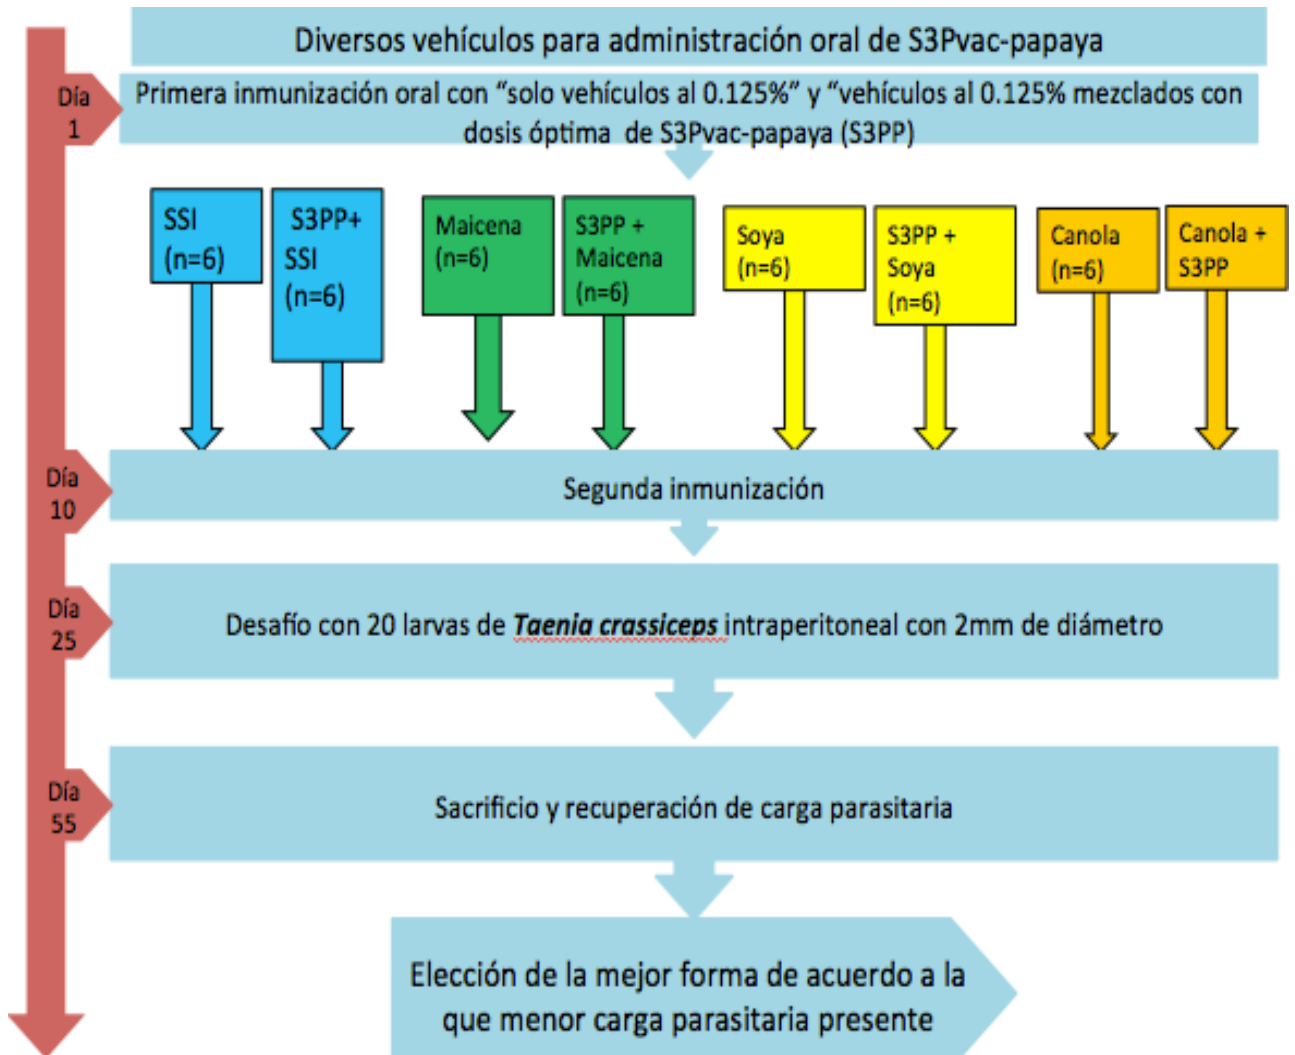 Diversos vehículos para administración oral de S3Pvac-papaya
Día
1
Primera inmunización oral con “solo vehículos al 0.125%” y “vehículos al 0.125% mezclados con
dosis óptima de S3Pvac-papaya (S3PP)
SSI
(n=6)
S3PP+
SSI
(n=6)
Maicena
(n=6)
S3PP +
Maicena
(n=6)
Soya
(n=6)
S3PP +
Soya
(n=6)
Canola
(n=6)
Canola +
S3PP
Día
10
Segunda inmunización
Día
25
Desafío con 20 larvas de Taenia crassiceps intraperitoneal con 2mm de diámetro
Día
55
Sacrificio y recuperación de carga parasitaria
Elección de la mejor forma de acuerdo a la
que menor carga parasitaria presente